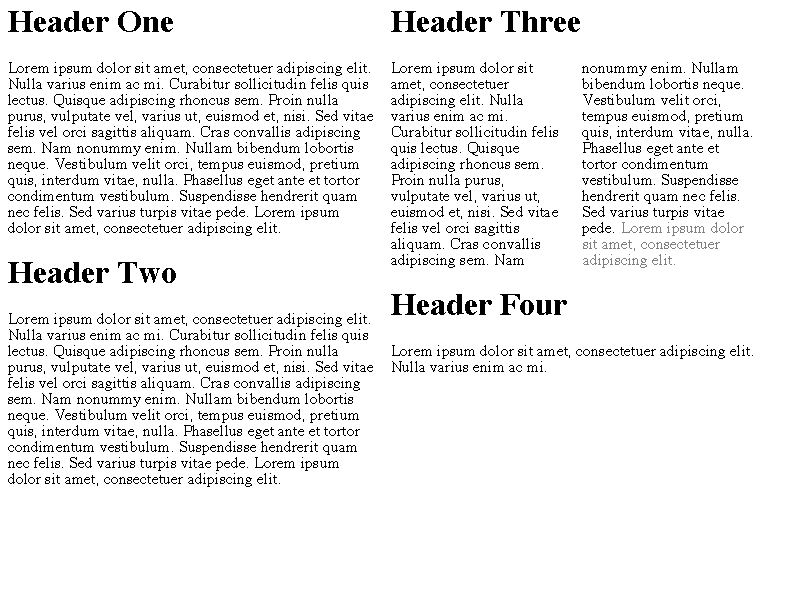 Header One
Lorem ipsum dolor sit amet, consectetuer adipiscing elit.
Nulla varius enim ac mi. Curabitur sollicitudin felis quis
lectus. Quisque adipiscing rhoncus sem. Proin nulla
purus, vulputate vel, varius ut, euismod et, nisi. Sed vitae
felis vel orci sagittis aliquam. Cras convallis adipiscing
sem. Nam nonummy enim. Nullam bibendum lobortis
neque. Vestibulum velit orci, tempus euismod, pretium
quis, interdum vitae, nulla. Phasellus eget ante et tortor
condimentum vestibulum. Suspendisse hendrerit quam
nec felis. Sed varius turpis vitae pede. Lorem ipsum
dolor sit amet, consectetuer adipiscing elit.
Header Two
Lorem ipsum dolor sit amet, consectetuer adipiscing elit.
Nulla varius enim ac mi. Curabitur sollicitudin felis quis
lectus. Quisque adipiscing rhoncus sem. Proin nulla
purus, vulputate vel, varius ut, euismod et, nisi. Sed vitae
felis vel orci sagittis aliquam. Cras convallis adipiscing
sem. Nam nonummy enim. Nullam bibendum lobortis
neque. Vestibulum velit orci, tempus euismod, pretium
quis, interdum vitae, nulla. Phasellus eget ante et tortor
condimentum vestibulum. Suspendisse hendrerit quam
nec felis. Sed varius turpis vitae pede. Lorem ipsum
dolor sit amet, consectetuer adipiscing elit.
Header Three
Lorem ipsum dolor sit
amet, consectetuer
adipiscing elit. Nulla
varius enim ac mi.
Curabitur sollicitudin felis
quis lectus. Quisque
adipiscing rhoncus sem.
Proin nulla purus,
vulputate vel, varius ut,
euismod et, nisi. Sed vitae
felis vel orci sagittis
aliquam. Cras convallis
adipiscing sem. Nam
nonummy enim. Nullam
bibendum lobortis neque.
Vestibulum velit orci,
tempus euismod, pretium
quis, interdum vitae, nulla.
Phasellus eget ante et
tortor condimentum
vestibulum. Suspendisse
hendrerit quam nec felis.
Sed varius turpis vitae
pede. Lorem ipsum dolor
sit amet, consectetuer
adipiscing elit.
Header Four
Lorem ipsum dolor sit amet, consectetuer adipiscing elit.
Nulla varius enim ac mi.